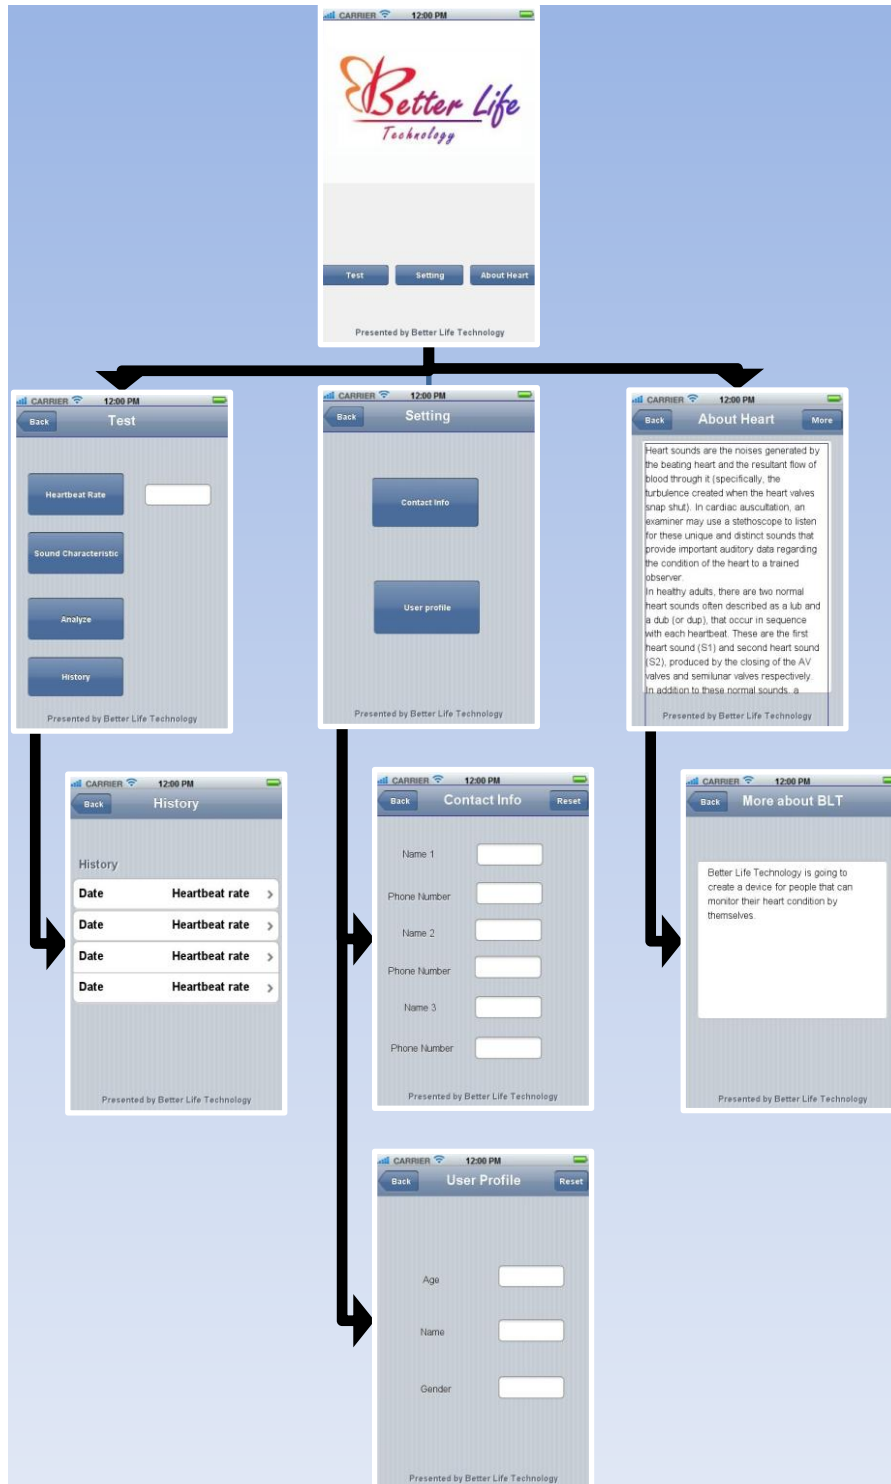 CARRIER 12:00 PM
Better Life
Technology
Test Setting About Heart
Presented by Better Life Technology
CARRIER 12:00 PM
Back Test
Heartbeat Rate
Sound Characteristic
Analyze
History
Presented by Better Life Technology
CARRIER 12:00 PM
Back Setting
Contact Info
User profile
Presented by Better Life Technology
CARRIER 12:00 PM
Back About Heart More
Heart sounds are the noises generated by
the beating heart and the resultant flow of
blood through it (specifically, the
turbulence created when the heart valves
snap shut). In cardiac auscultation, an
examiner may use a stethoscope to listen
for these unique and distinct sounds that
provide important auditory data regarding
the condition of the heart to a trained
observer.
In healthy adults, there are two normal
heart sounds often described as a lub and
a dub (or dup), that occur in sequence
with each heartbeat. These are the first
heart sound (S1) and second heart sound
(S2), produced by the closing of the AV
valves and semilunar valves respectively.
In addition to these normal sounds, a
Presented by Better Life Technology
CARRIER 12:00 PM
Back History
History
Date Heartbeat rate
Date Heartbeat rate
Date Heartbeat rate
Date Heartbeat rate
Presented by Better Life Technology
CARRIER 12:00 PM
Back Contact Info Reset
Name 1
Phone Number
Name 2
Phone Number
Name 3
Phone Number
Presented by Better Life Technology
CARRIER 12:00 PM
Back More about BLT
Better Life Technology is going to
create a device for people that can
monitor their heart condition by
themselves.
Presented by Better Life Technology
CARRIER 12:00 PM
Back User Profile Reset
Age
Name
Gender
Presented by Better Life Technology